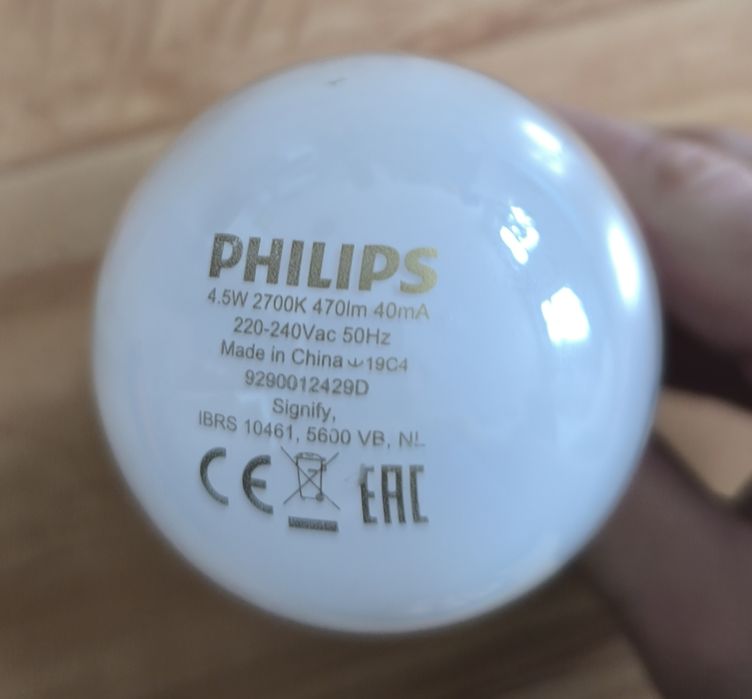 PHILIPS
4.5W 2700K 470lm 40mA
220-240Vac 50Hz
Made in China 19C4
9290012429D
Signify,
IBRS 10461, 5600 VB, NL
CE EAC